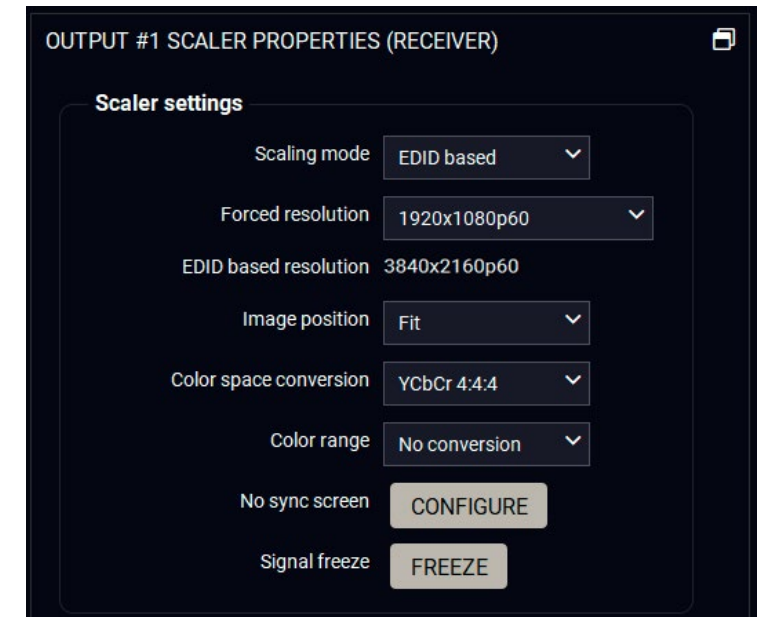 OUTPUT #1 SCALER PROPERTIES (RECEIVER)
Scaler settings
Scaling mode EDID based
Forced resolution 1920x1080p60
EDID based resolution 3840x2160p60
Image position Fit
Color space conversion YCbCr 4:4:4
Color range No conversion
No sync screen CONFIGURE
Signal freeze FREEZE